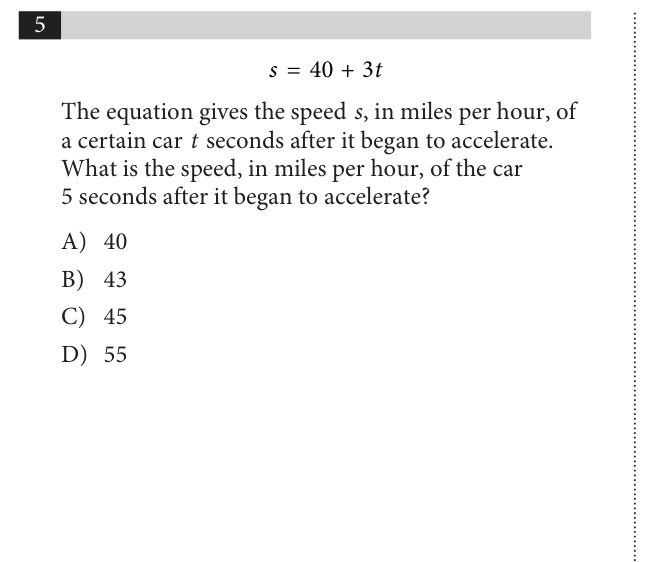 5
s = 40 + 3t
The equation gives the speed s, in miles per hour, of
a certain car t seconds after it began to accelerate.
What is the speed, in miles per hour, of the car
5 seconds after it began to accelerate?
A) 40
B) 43
C) 45
D) 55